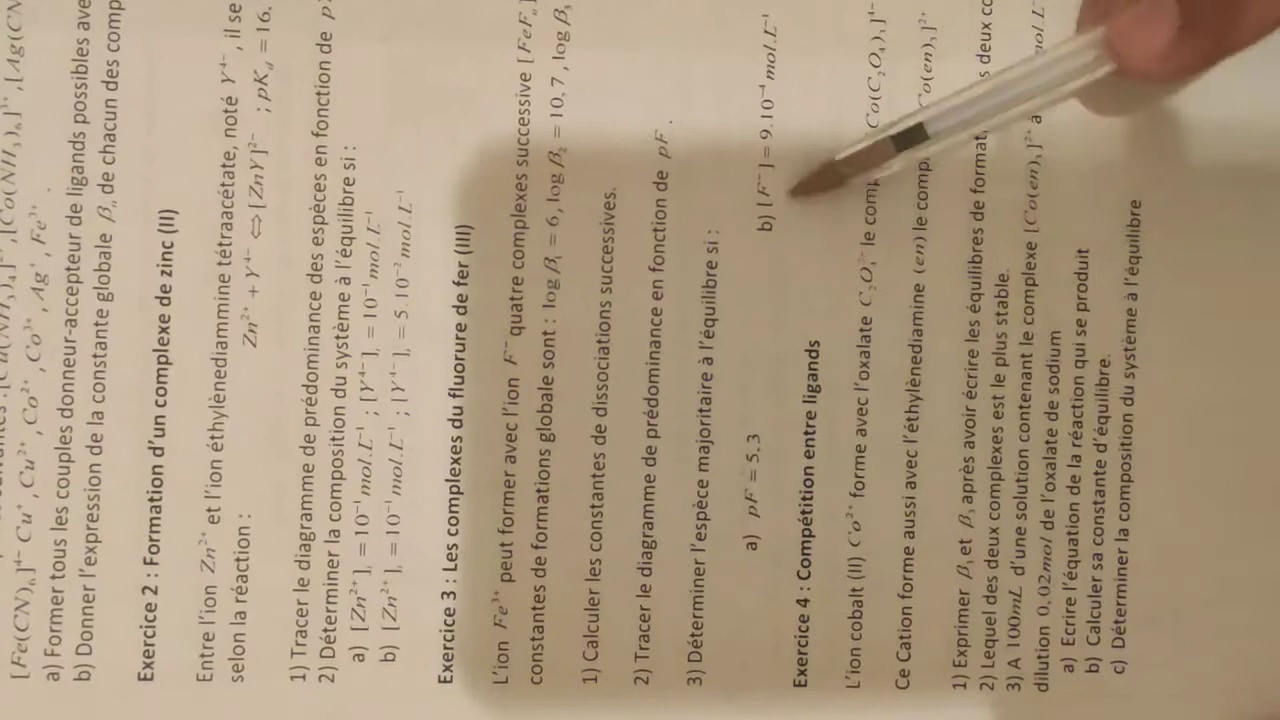 [Fe(CN)₆]⁴⁻ Cu⁺, Cu²⁺, Co²⁺, Co³⁺, Ag⁺, Fe³⁺.
a) Former tous les couples donneur-accepteur de ligands possibles
b) Donner l'expression de la constante globale βₙ de chacun des
Exercice 2 : Formation d'un complexe de zinc (II)
Entre l'ion Zn²⁺ et l'ion éthylènediammine tétraacétate, noté Y⁴⁻, il se
selon la réaction : Zn²⁺ + Y⁴⁻ ⇔ [ZnY]²⁻ ; pK_d = 16.
1) Tracer le diagramme de prédominance des espèces en fonction de
2) Déterminer la composition du système à l'équilibre si :
a) [Zn²⁺]ᵢ = 10⁻¹ mol.L⁻¹ ; [Y⁴⁻]ᵢ = 10⁻¹ mol.L⁻¹
b) [Zn²⁺]ᵢ = 10⁻¹ mol.L⁻¹ ; [Y⁴⁻]ᵢ = 5.10⁻² mol.L⁻¹
Exercice 3 : Les complexes du fluorure de fer (III)
L'ion Fe³⁺ peut former avec l'ion F⁻ quatre complexes successive [FeFₙ]
constantes de formations globale sont : log β₁ = 6, log β₂ = 10,7, log β₃
1) Calculer les constantes de dissociations successives.
2) Tracer le diagramme de prédominance en fonction de pF.
3) Déterminer l'espèce majoritaire à l'équilibre si :
a) pF = 5,3 b) [F⁻] = 9.10⁻⁴ mol.L⁻¹
Exercice 4 : Compétition entre ligands
L'ion cobalt (II) Co²⁺ forme avec l'oxalate C₂O₄²⁻ le Co(C₂O₄)₃]⁴⁻
Ce Cation forme aussi avec l'éthylènediamine (en) le Co(en)₃]²⁺
1) Exprimer β₃ et β₃ après avoir écrire les équilibres de deux
2) Lequel des deux complexes est le plus stable.
3) A 100mL d'une solution contenant le complexe [Co(en)₃]²⁺ à mol.L⁻
dilution 0,02mol de l'oxalate de sodium
a) Ecrire l'équation de la réaction qui se produit
b) Calculer sa constante d'équilibre.
c) Déterminer la composition du système à l'équilibre